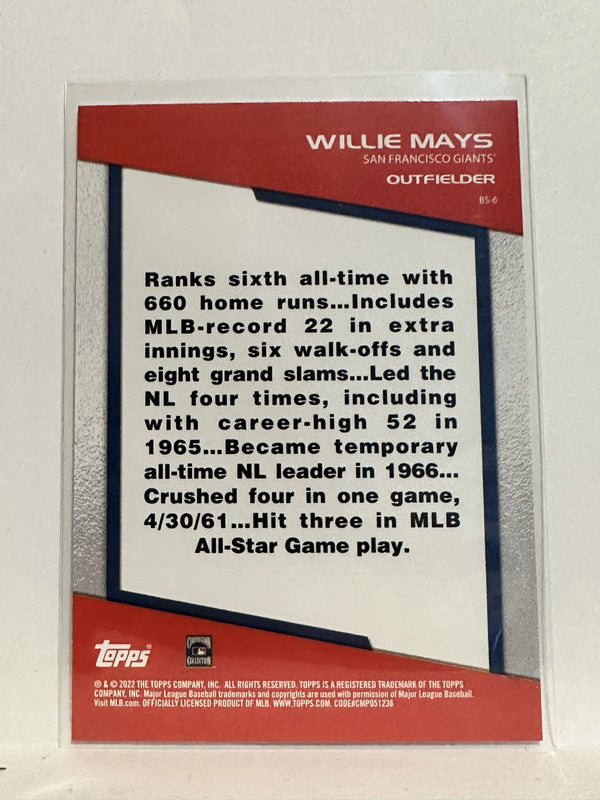 WILLIE MAYS
SAN FRANCISCO GIANTS®
OUTFIELDER
BS-6
Ranks sixth all-time with
660 home runs...Includes
MLB-record 22 in extra
innings, six walk-offs and
eight grand slams...Led the
NL four times, including
with career-high 52 in
1965...Became temporary
all-time NL leader in 1966...
Crushed four in one game,
4/30/61...Hit three in MLB
All-Star Game play.
TOPPS®
COOPERSTOWN
COLLECTION
® & © 2022 THE TOPPS COMPANY, INC. ALL RIGHTS RESERVED. TOPPS IS A REGISTERED TRADEMARK OF THE TOPPS
COMPANY, INC. Major League Baseball trademarks and copyrights are used with permission of Major League Baseball.
Visit MLB.com. OFFICIALLY LICENSED PRODUCT OF MLB. WWW.TOPPS.COM. CODE#CMP051236